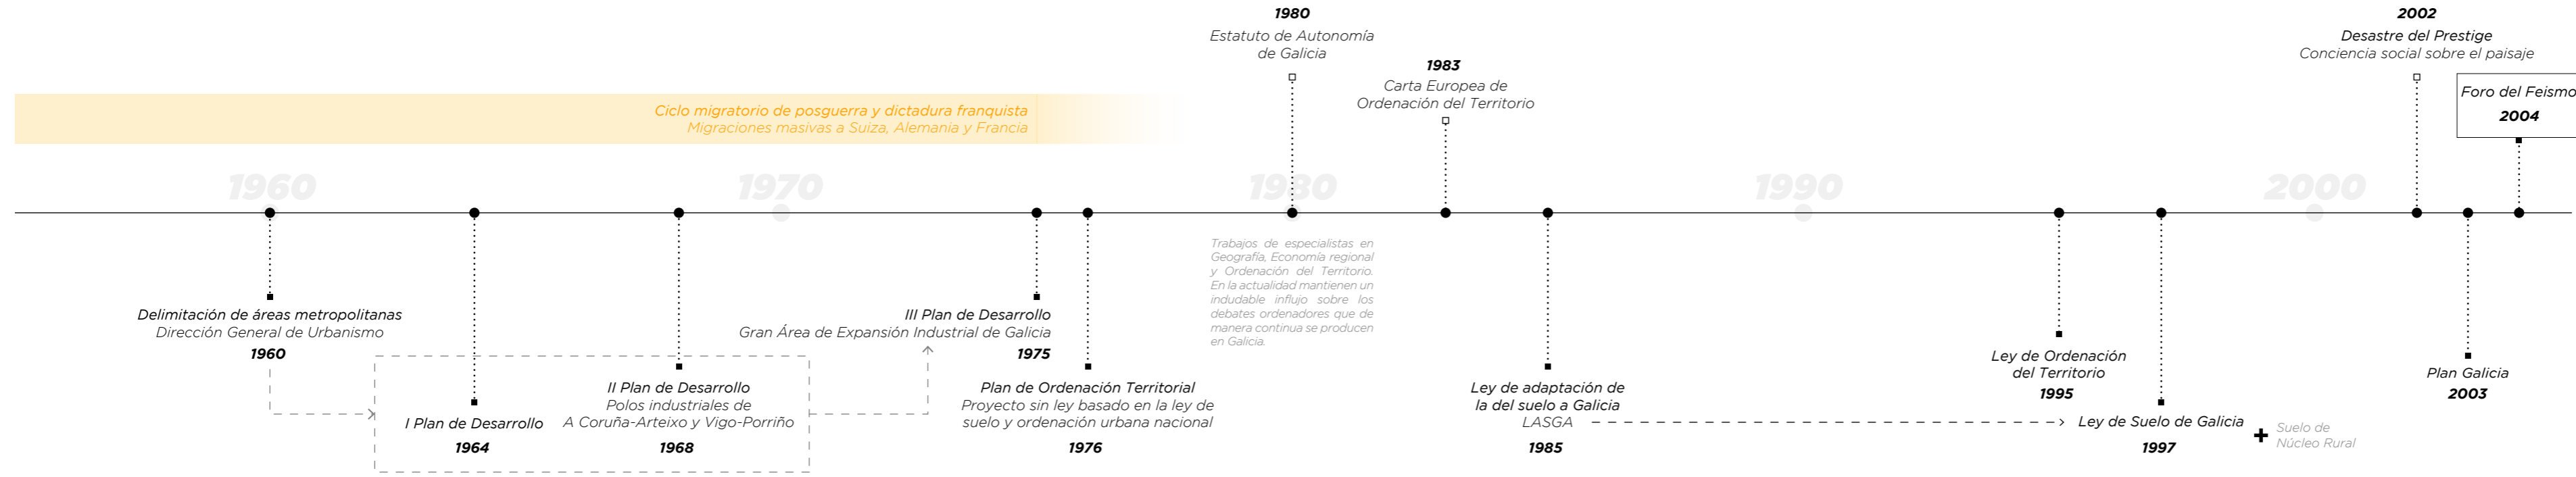 1980
Estatuto de Autonomía
de Galicia
1983
Carta Europea de
Ordenación del Territorio
2002
Desastre del Prestige
Conciencia social sobre el paisaje
Foro del Feismo
2004
Ciclo migratorio de posguerra y dictadura franquista
Migraciones masivas a Suiza, Alemania y Francia
1960
1970
1980
1990
2000
Delimitación de áreas metropolitanas
Dirección General de Urbanismo
1960
I Plan de Desarrollo
1964
II Plan de Desarrollo
Polos industriales de
A Coruña-Arteixo y Vigo-Porriño
1968
III Plan de Desarrollo
Gran Área de Expansión Industrial de Galicia
1975
Plan de Ordenación Territorial
Proyecto sin ley basado en la ley de
suelo y ordenación urbana nacional
1976
Trabajos de especialistas en
Geografía, Economía regional
y Ordenación del Territorio.
En la actualidad mantienen un
indudable influjo sobre los
debates ordenadores que de
manera continua se producen
en Galicia.
Ley de adaptación de
la del suelo a Galicia
LASGA
1985
Ley de Ordenación
del Territorio
1995
Ley de Suelo de Galicia
1997
+
Suelo de
Núcleo Rural
Plan Galicia
2003